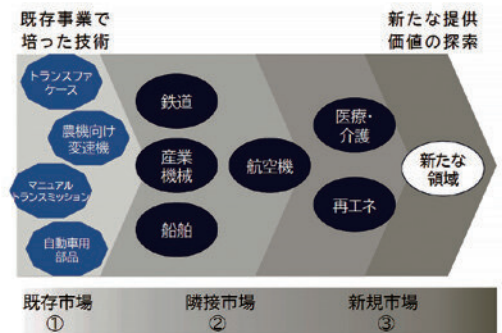 既存事業で
培った技術
新たな提供
価値の探索
トランスファ
ケース
農機向け
変速機
マニュアル
トランスミッション
自動車用
部品
鉄道
産業
機械
船舶
航空機
医療・
介護
再エネ
新たな
領域
既存市場
①
隣接市場
②
新規市場
③